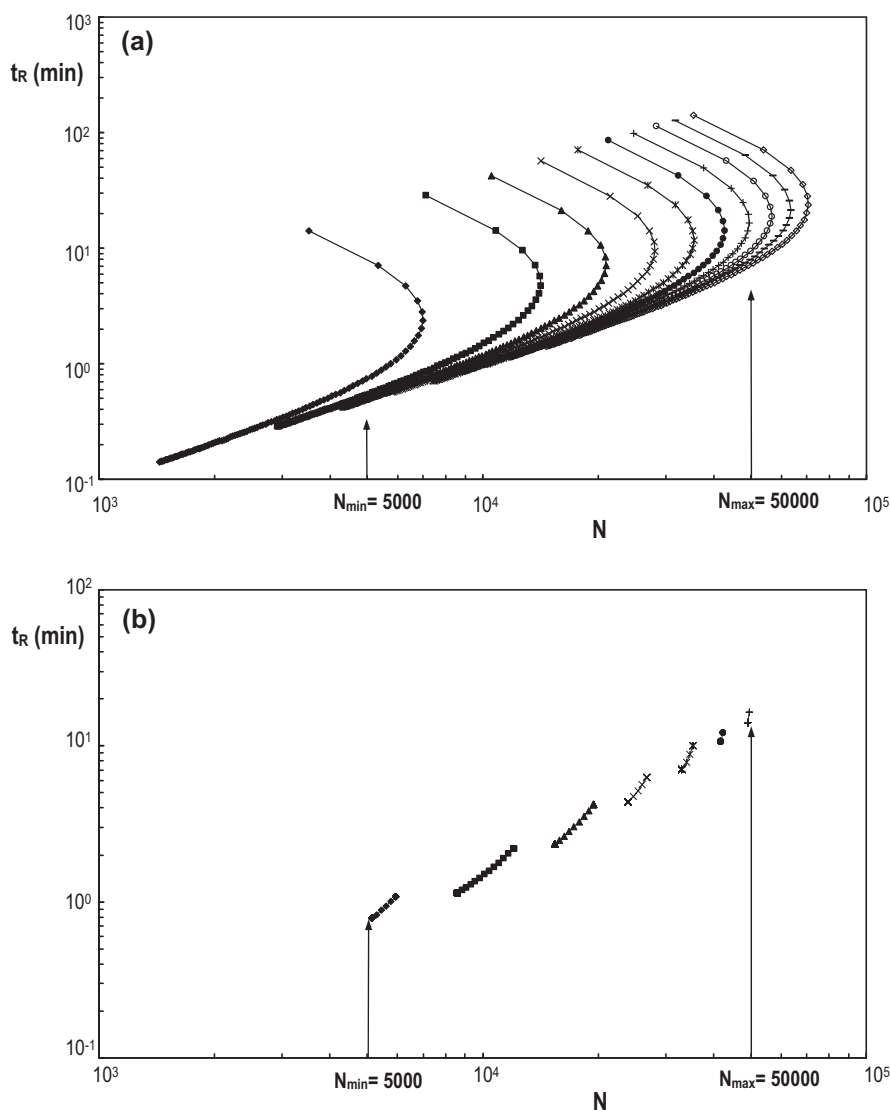 10³
(a)
tR (min)
10²
10¹
10⁰
10⁻¹
10³
Nmin= 5000
10⁴
Nmax= 50000
10⁵
N
10²
(b)
tR (min)
10¹
10⁰
10⁻¹
10³
Nmin= 5000
10⁴
Nmax= 50000
10⁵
N